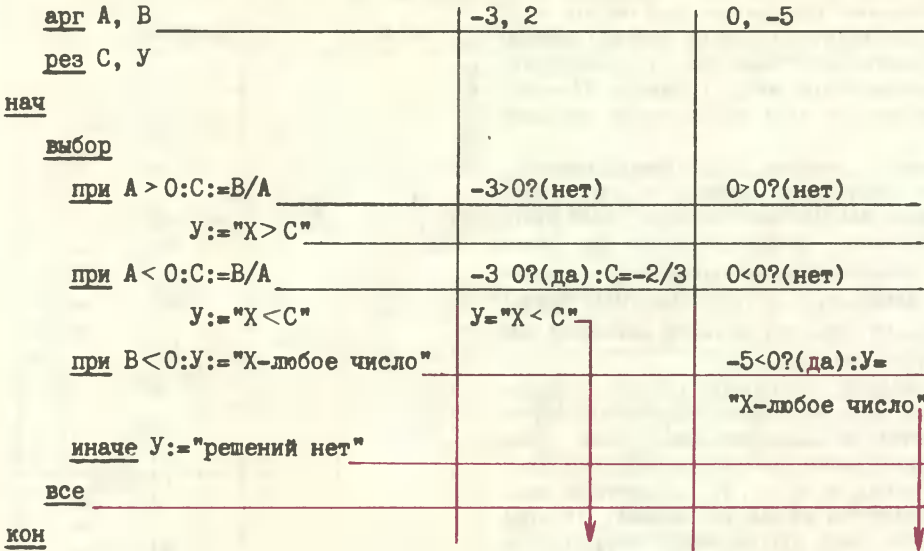 арг А, В -3, 2 0, -5
рез С, У
нач
выбор
при А > 0:С:=В/А -3>0?(нет) 0>0?(нет)
У:="Х> С"
при А< 0:С:=В/А -3 0?(да):С=-2/3 0<0?(нет)
У:="Х <С" У="Х < С"
при В<0:У:="Х-любое число" -5<0?(да):У=
"Х-любое число"
иначе У:="решений нет"
все
кон